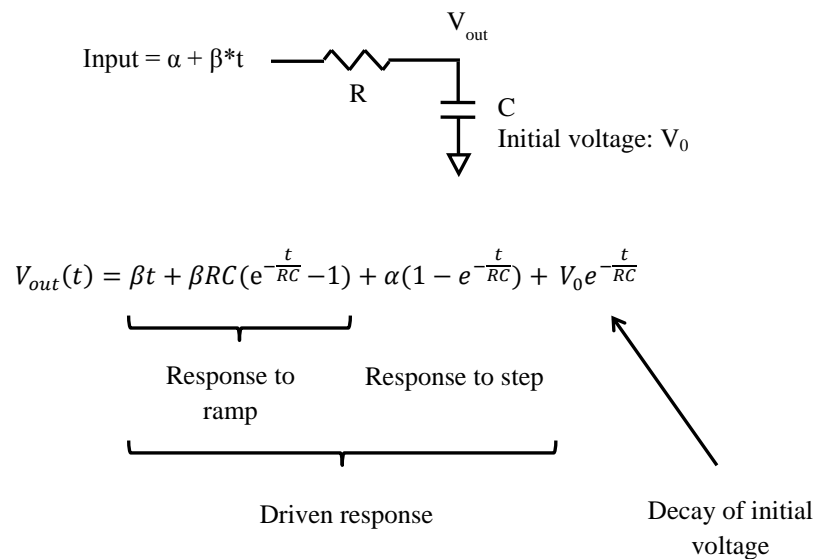 V_out
Input = α + β*t
R
C
Initial voltage: V_0
V_out(t) = βt + βRC(e^{-t/RC} −1) + α(1 − e^{-t/RC}) + V_0 e^{-t/RC}
Response to
ramp
Response to step
Driven response
Decay of initial
voltage